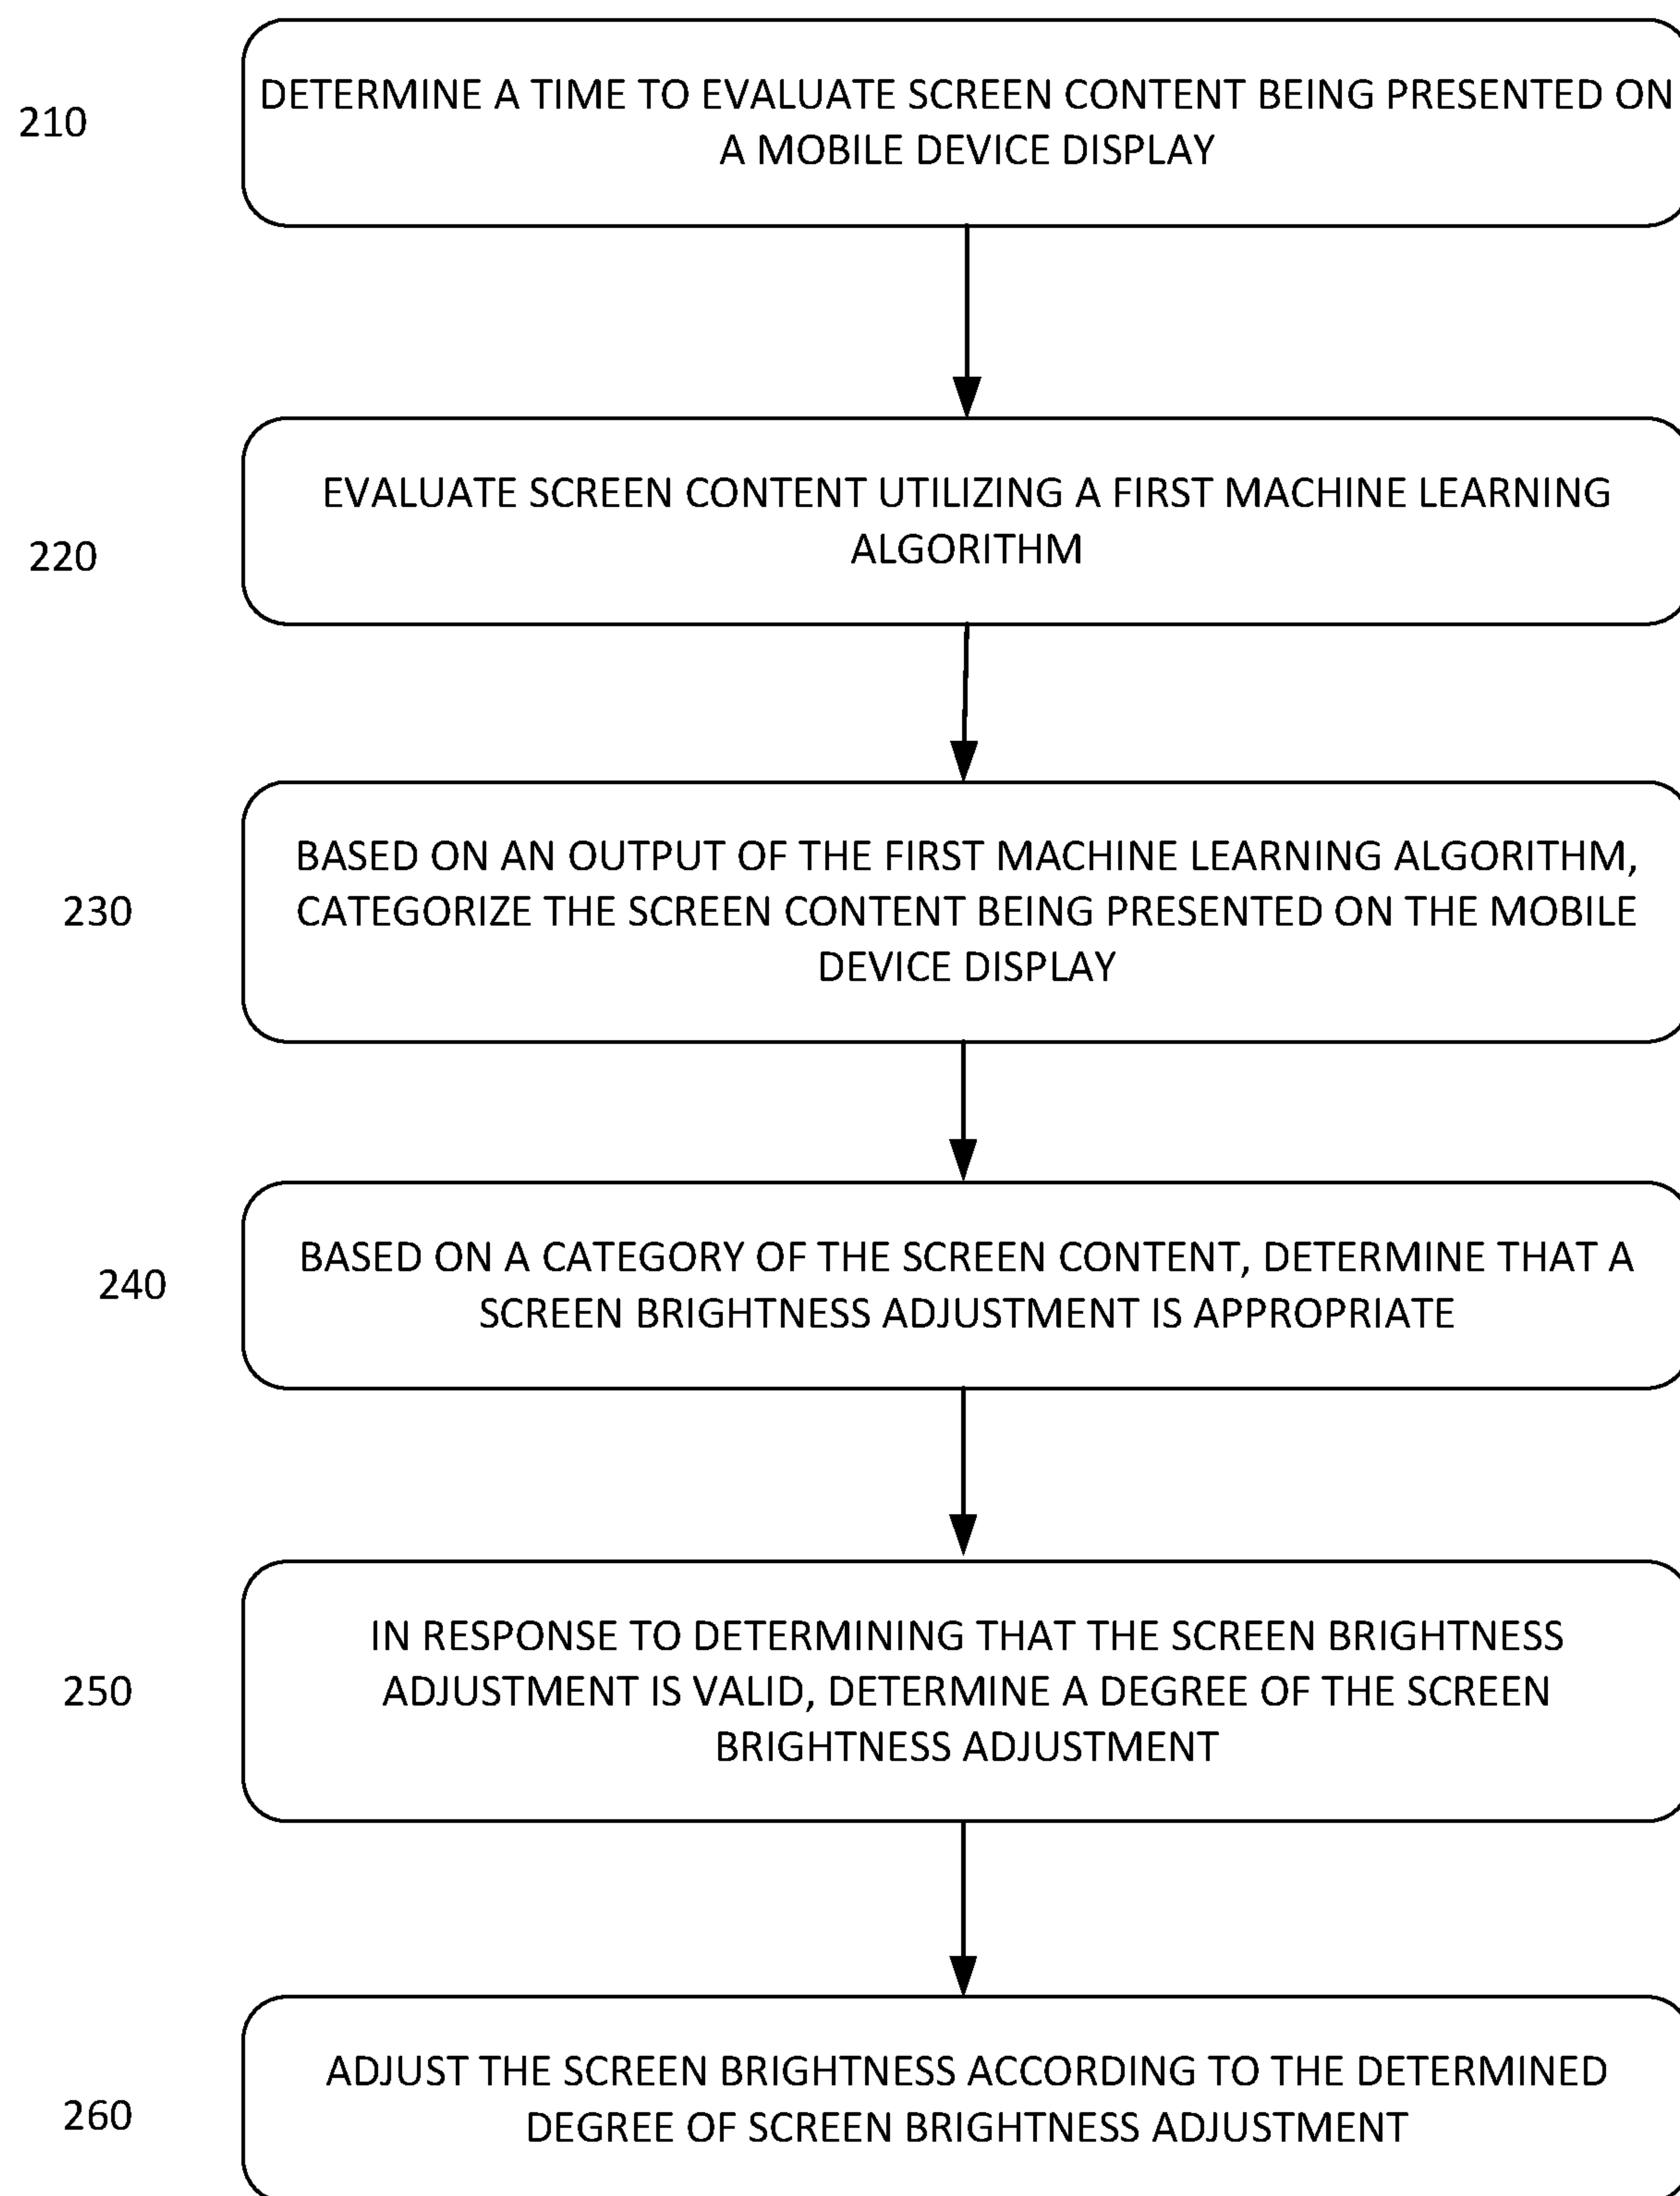 210
DETERMINE A TIME TO EVALUATE SCREEN CONTENT BEING PRESENTED ON
A MOBILE DEVICE DISPLAY
220
EVALUATE SCREEN CONTENT UTILIZING A FIRST MACHINE LEARNING
ALGORITHM
230
BASED ON AN OUTPUT OF THE FIRST MACHINE LEARNING ALGORITHM,
CATEGORIZE THE SCREEN CONTENT BEING PRESENTED ON THE MOBILE
DEVICE DISPLAY
240
BASED ON A CATEGORY OF THE SCREEN CONTENT, DETERMINE THAT A
SCREEN BRIGHTNESS ADJUSTMENT IS APPROPRIATE
250
IN RESPONSE TO DETERMINING THAT THE SCREEN BRIGHTNESS
ADJUSTMENT IS VALID, DETERMINE A DEGREE OF THE SCREEN
BRIGHTNESS ADJUSTMENT
260
ADJUST THE SCREEN BRIGHTNESS ACCORDING TO THE DETERMINED
DEGREE OF SCREEN BRIGHTNESS ADJUSTMENT